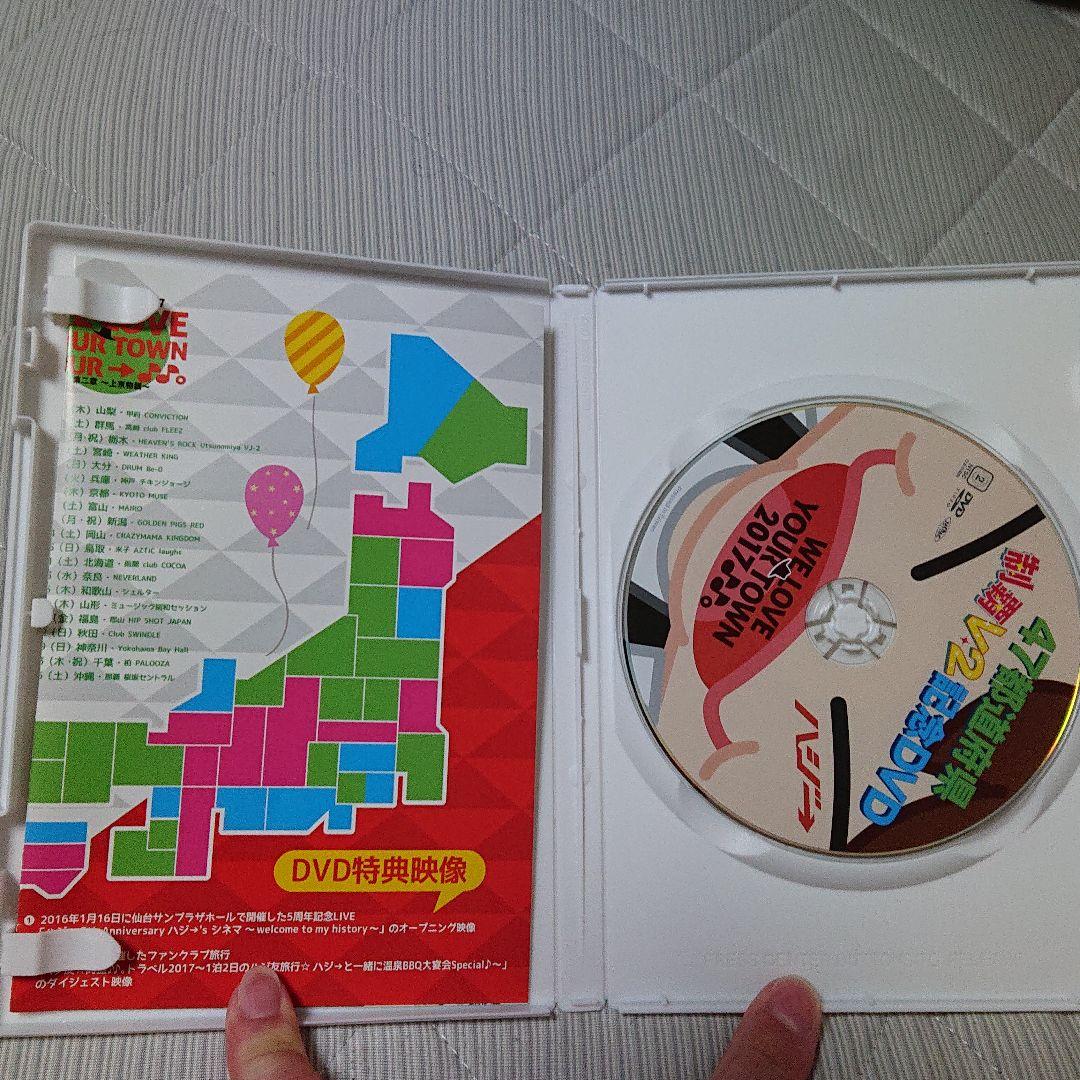 OVE
UR TOWN
UR→♪♪。
第二章 ～上京物語～
木）山梨・甲府 CONVICTION
土）群馬・高崎 club FLEEZ
月・祝）栃木・HEAVEN'S ROCK Utsunomiya VJ-2
土）宮崎・WEATHER KING
日）大分・DRUM Be-0
（火）兵庫・神戸 チキンジョージ
（木）京都・KYOTO MUSE
（土）富山・MAIRO
（月・祝）新潟・GOLDEN PIGS RED
（土）岡山・CRAZYMAMA KINGDOM
（日）鳥取・米子 AZTiC laughs
（土）北海道・函館 club COCOA
（水）奈良・NEVERLAND
（木）和歌山・シェルター
（木）山形・ミュージック昭和セッション
（金）福島・郡山 HIP SHOT JAPAN
（日）秋田・Club SWINDLE
（日）神奈川・Yokohama Bay Hall
（木・祝）千葉・柏 PALOOZA
（土）沖縄・那覇 桜坂セントラル
DVD特典映像
❶ 2016年1月16日に仙台サンプラザホールで開催した5周年記念LIVE
Anniversary ハジ→'s シネマ ～welcome to my history～」のオープニング映像
したファンクラブ旅行
トラベル2017～1泊2日のハジ友旅行☆ ハジ→と一緒に温泉BBQ大宴会Special♪～」
のダイジェスト映像
WE LOVE
YOUR TOWN
2017♪♪。
47都道府県
制覇V2記念DVD
ハジ→
2
DVD